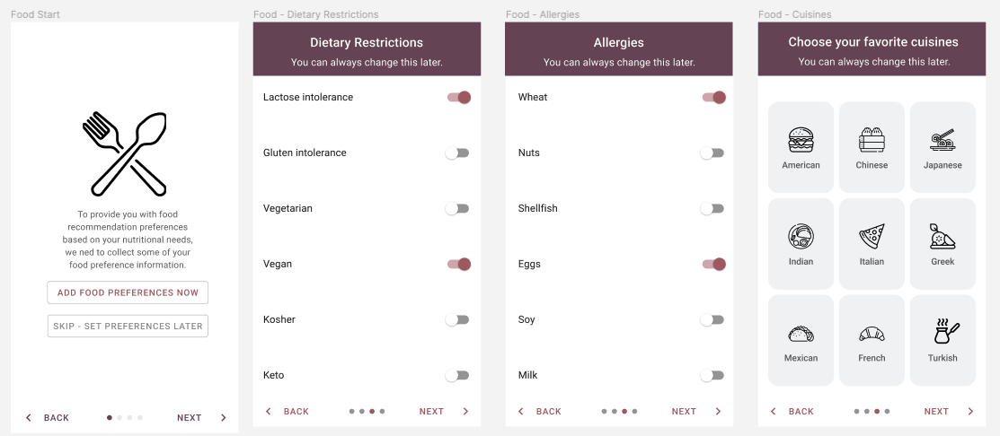 Food Start
To provide you with food
recommendation preferences
based on your nutritional needs,
we ned to collect some of your
food preference information.
ADD FOOD PREFERENCES NOW
SKIP - SET PREFERENCES LATER
BACK
NEXT
Food - Dietary Restrictions
Dietary Restrictions
You can always change this later.
Lactose intolerance
Gluten intolerance
Vegetarian
Vegan
Kosher
Keto
BACK
NEXT
Food - Allergies
Allergies
You can always change this later.
Wheat
Nuts
Shellfish
Eggs
Soy
Milk
BACK
NEXT
Food - Cuisines
Choose your favorite cuisines
You can always change this later.
American
Chinese
Japanese
Indian
Italian
Greek
Mexican
French
Turkish
BACK
NEXT